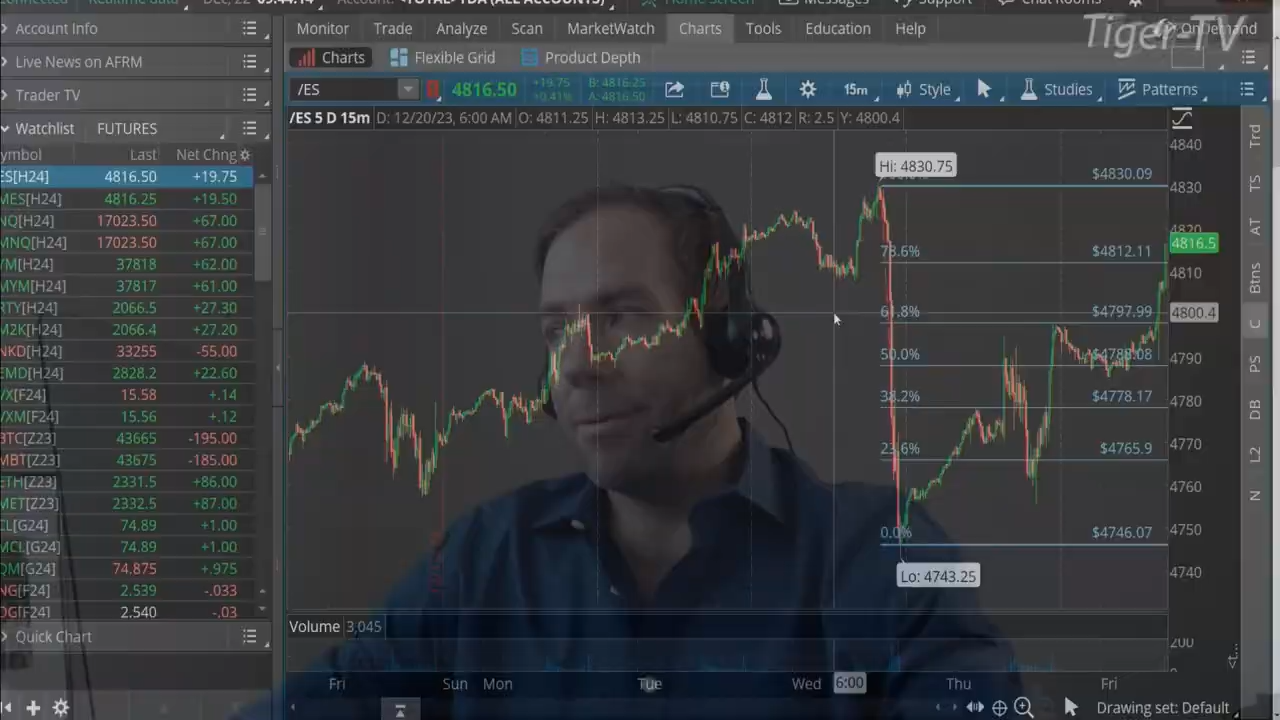 Tiger-TV
OnDemand
Account Info
Live News on AFRM
Trader TV
Watchlist FUTURES
Last Net Chng
ES[H24] 4816.50 +19.75
MES[H24] 4816.25 +19.50
NQ[H24] 17023.50 +67.00
MNQ[H24] 17023.50 +67.00
YM[H24] 37818 +62.00
MYM[H24] 37817 +61.00
RTY[H24] 2066.5 +27.30
M2K[H24] 2066.4 +27.20
NKD[H24] 33255 -55.00
EMD[H24] 2828.2 +22.60
VX[F24] 15.58 +.14
VXM[F24] 15.56 +.12
BTC[Z23] 43665 -195.00
MBT[Z23] 43675 -185.00
ETH[Z23] 2331.5 +86.00
MET[Z23] 2332.5 +87.00
CL[G24] 74.89 +1.00
MCL[G24] 74.89 +1.00
QM[G24] 74.875 +.975
NG[F24] 2.539 -.033
QG[F24] 2.540 -.03
Quick Chart
Monitor Trade Analyze Scan MarketWatch Charts Tools Education Help
Charts Flexible Grid Product Depth
/ES 4816.50 +19.75 +0.41% B: 4816.25 A: 4816.50 15m Style Studies Patterns
/ES 5 D 15m D: 12/20/23, 6:00 AM O: 4811.25 H: 4813.25 L: 4810.75 C: 4812 R: 2.5 Y: 4800.4
Hi: 4830.75
$4830.09
78.6% $4812.11
61.8% $4797.99
50.0% $4788.08
38.2% $4778.17
23.6% $4765.9
0.0% $4746.07
Lo: 4743.25
4840
4830
4820
4816.5
4810
4800.4
4790
4780
4770
4760
4750
4740
Volume 3,045
200
Fri Sun Mon Tue Wed 6:00 Thu Fri
Drawing set: Default
Trd
TS
AT
Btns
C
PS
DB
L2
N